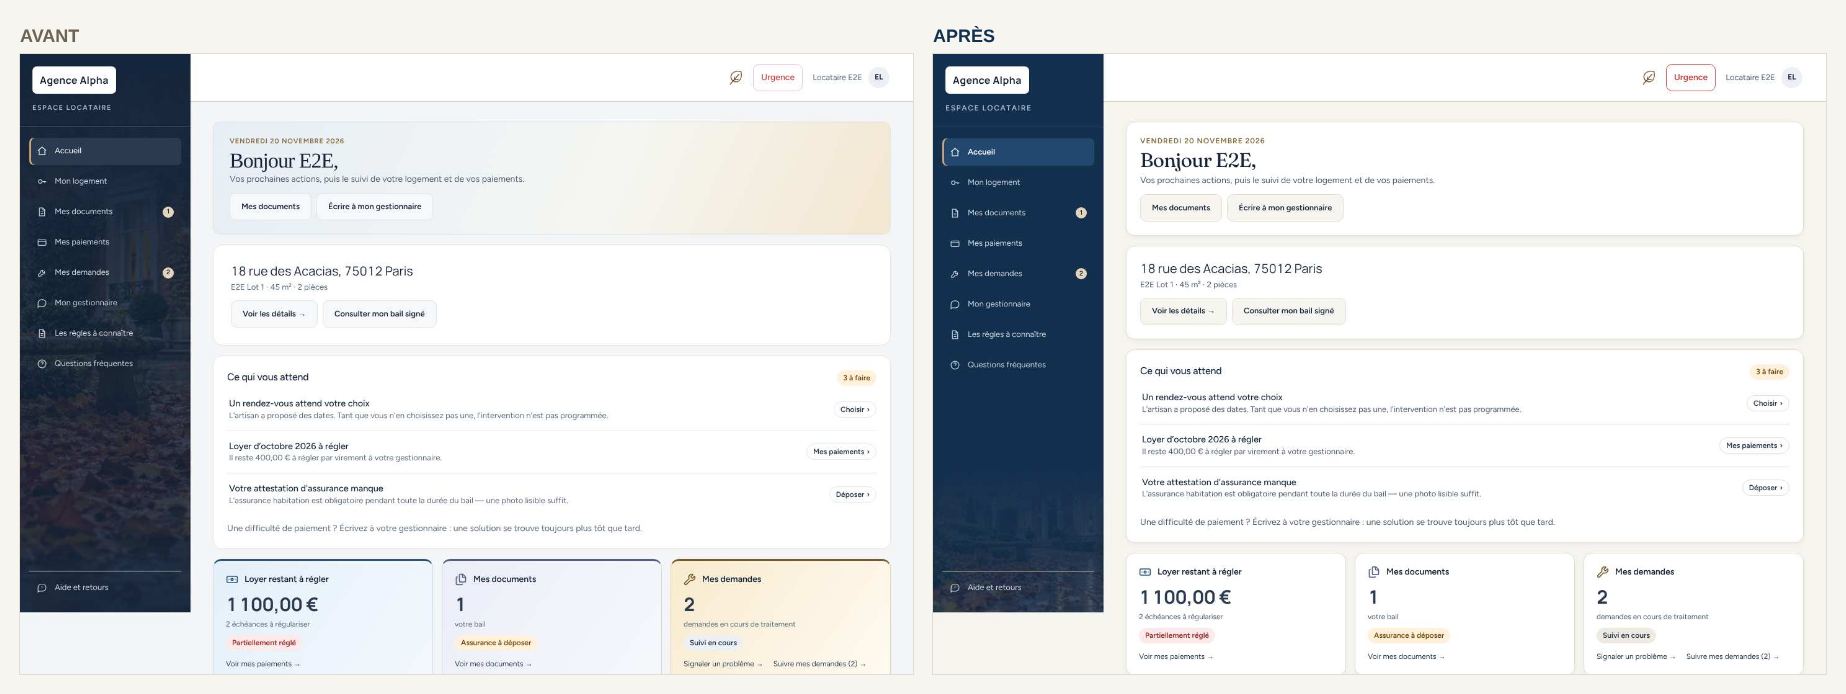 AVANT
Agence Alpha
ESPACE LOCATAIRE
Accueil
Mon logement
Mes documents 1
Mes paiements
Mes demandes 2
Mon gestionnaire
Les règles à connaître
Questions fréquentes
Aide et retours
Urgence Locataire E2E EL
VENDREDI 20 NOVEMBRE 2026
Bonjour E2E,
Vos prochaines actions, puis le suivi de votre logement et de vos paiements.
Mes documents Écrire à mon gestionnaire
18 rue des Acacias, 75012 Paris
E2E Lot 1 · 45 m² · 2 pièces
Voir les détails → Consulter mon bail signé
Ce qui vous attend 3 à faire
Un rendez-vous attend votre choix
L'artisan a proposé des dates. Tant que vous n'en choisissez pas une, l'intervention n'est pas programmée.
Choisir ›
Loyer d'octobre 2026 à régler
Il reste 400,00 € à régler par virement à votre gestionnaire.
Mes paiements ›
Votre attestation d'assurance manque
L'assurance habitation est obligatoire pendant toute la durée du bail — une photo lisible suffit.
Déposer ›
Une difficulté de paiement ? Écrivez à votre gestionnaire : une solution se trouve toujours plus tôt que tard.
Loyer restant à régler
1 100,00 €
2 échéances à régulariser
Partiellement réglé
Voir mes paiements →
Mes documents
1
votre bail
Assurance à déposer
Voir mes documents →
Mes demandes
2
demandes en cours de traitement
Suivi en cours
Signaler un problème → Suivre mes demandes (2) →
APRÈS
Agence Alpha
ESPACE LOCATAIRE
Accueil
Mon logement
Mes documents 1
Mes paiements
Mes demandes 2
Mon gestionnaire
Les règles à connaître
Questions fréquentes
Aide et retours
Urgence Locataire E2E EL
VENDREDI 20 NOVEMBRE 2026
Bonjour E2E,
Vos prochaines actions, puis le suivi de votre logement et de vos paiements.
Mes documents Écrire à mon gestionnaire
18 rue des Acacias, 75012 Paris
E2E Lot 1 · 45 m² · 2 pièces
Voir les détails → Consulter mon bail signé
Ce qui vous attend 3 à faire
Un rendez-vous attend votre choix
L'artisan a proposé des dates. Tant que vous n'en choisissez pas une, l'intervention n'est pas programmée.
Choisir ›
Loyer d'octobre 2026 à régler
Il reste 400,00 € à régler par virement à votre gestionnaire.
Mes paiements ›
Votre attestation d'assurance manque
L'assurance habitation est obligatoire pendant toute la durée du bail — une photo lisible suffit.
Déposer ›
Une difficulté de paiement ? Écrivez à votre gestionnaire : une solution se trouve toujours plus tôt que tard.
Loyer restant à régler
1 100,00 €
2 échéances à régulariser
Partiellement réglé
Voir mes paiements →
Mes documents
1
votre bail
Assurance à déposer
Voir mes documents →
Mes demandes
2
demandes en cours de traitement
Suivi en cours
Signaler un problème → Suivre mes demandes (2) →